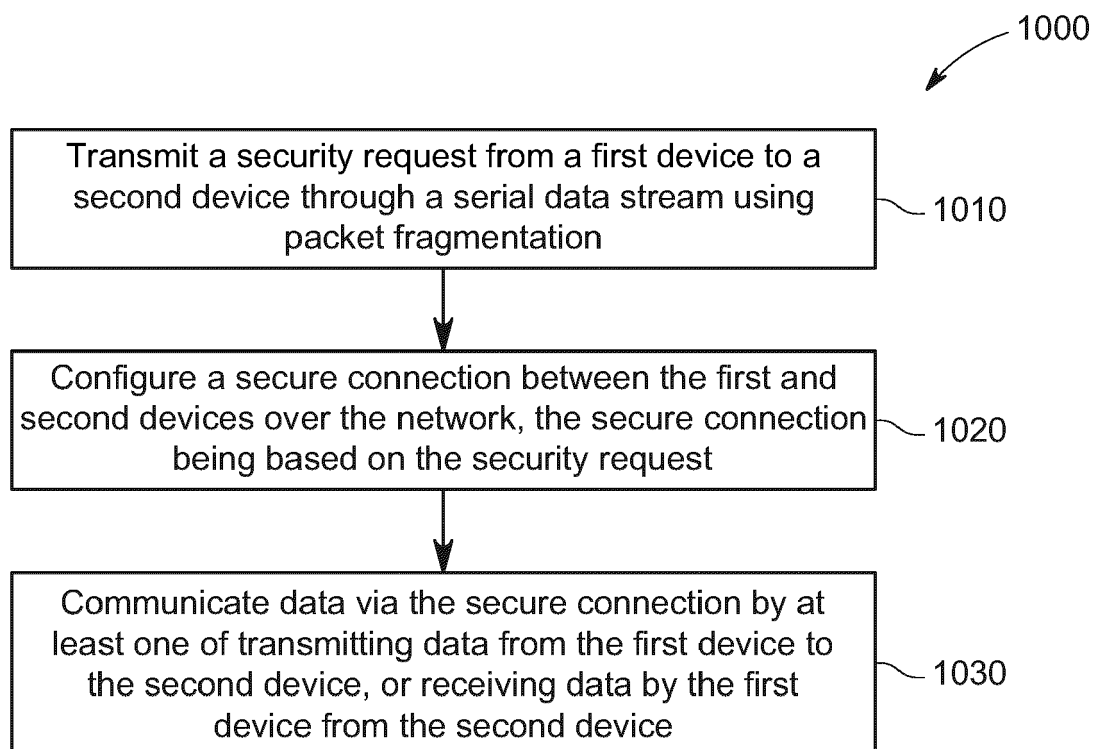 1000
Transmit a security request from a first device to a
second device through a serial data stream using
packet fragmentation
1010
Configure a secure connection between the first and
second devices over the network, the secure connection
being based on the security request
1020
Communicate data via the secure connection by at
least one of transmitting data from the first device to
the second device, or receiving data by the first
device from the second device
1030